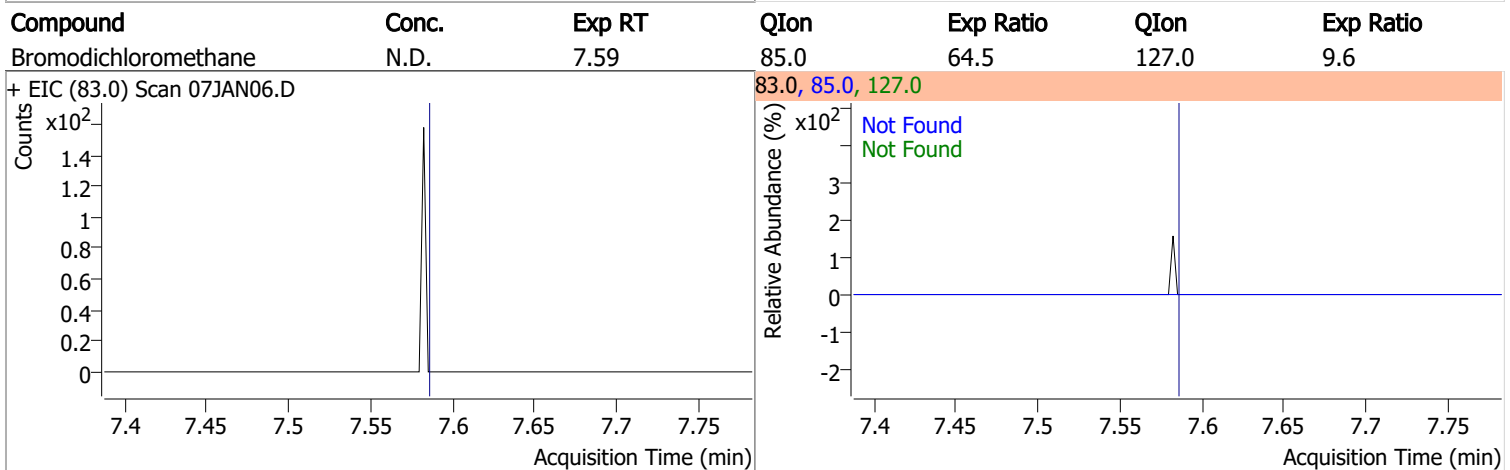 Compound Conc. Exp RT QIon Exp Ratio QIon Exp Ratio
Bromodichloromethane N.D. 7.59 85.0 64.5 127.0 9.6
+ EIC (83.0) Scan 07JAN06.D
Counts
x10²
1.4
1.2
1
0.8
0.6
0.4
0.2
0
7.4 7.45 7.5 7.55 7.6 7.65 7.7 7.75
Acquisition Time (min)
83.0, 85.0, 127.0
Relative Abundance (%)
x10²
Not Found
Not Found
3
2
1
0
-1
-2
7.4 7.45 7.5 7.55 7.6 7.65 7.7 7.75
Acquisition Time (min)